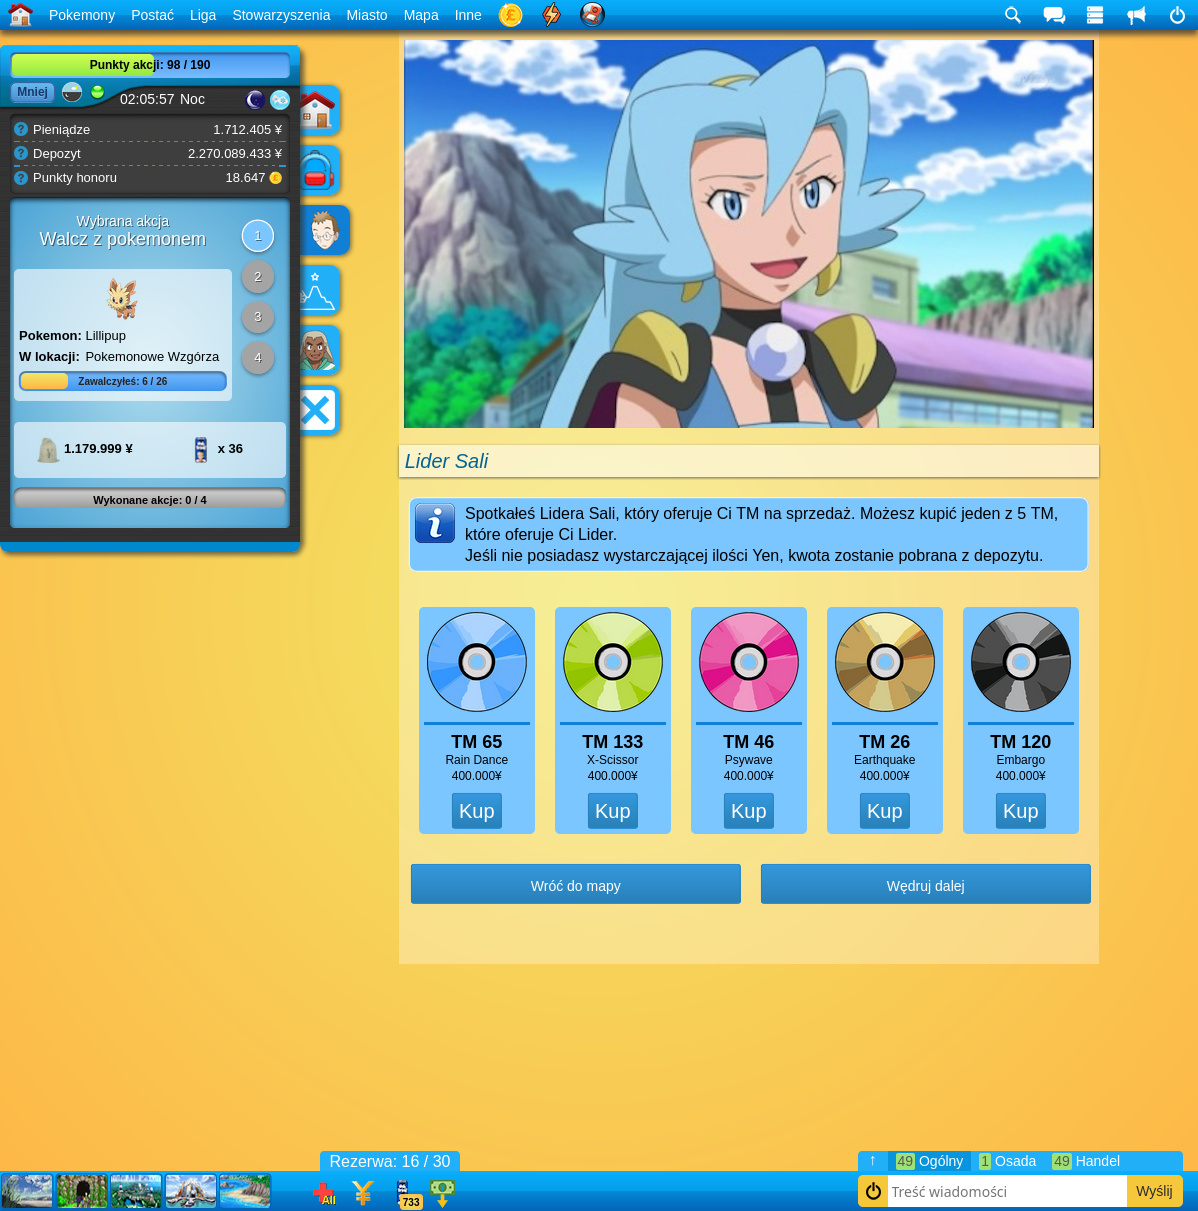 Pokemony Postać Liga Stowarzyszenia Miasto Mapa Inne
Punkty akcji: 98 / 190
Mniej
02:05:57 Noc
Pieniądze 1.712.405 ¥
Depozyt 2.270.089.433 ¥
Punkty honoru 18.647
Wybrana akcja
Walcz z pokemonem
1
2
3
4
Pokemon: Lillipup
W lokacji: Pokemonowe Wzgórza
Zawalczyłeś: 6 / 26
1.179.999 ¥ x 36
Wykonane akcje: 0 / 4
Lider Sali
Spotkałeś Lidera Sali, który oferuje Ci TM na sprzedaż. Możesz kupić jeden z 5 TM,
które oferuje Ci Lider.
Jeśli nie posiadasz wystarczającej ilości Yen, kwota zostanie pobrana z depozytu.
TM 65 TM 133 TM 46 TM 26 TM 120
Rain Dance X-Scissor Psywave Earthquake Embargo
400.000¥ 400.000¥ 400.000¥ 400.000¥ 400.000¥
Kup Kup Kup Kup Kup
Wróć do mapy Wędruj dalej
Rezerwa: 16 / 30
↑ 49 Ogólny 1 Osada 49 Handel
All
733
Treść wiadomości Wyślij